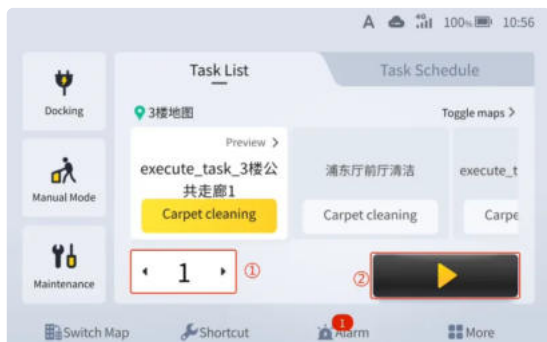 A 4G 100% 10:56
Task List
Task Schedule
Docking
3楼地图
Toggle maps >
Preview >
execute_task_3楼公
共走廊1
Carpet cleaning
浦东厅前厅清洁
Carpet cleaning
execute_t
Carpe
Manual Mode
Maintenance
1
①
②
Switch Map
Shortcut
1
Alarm
More